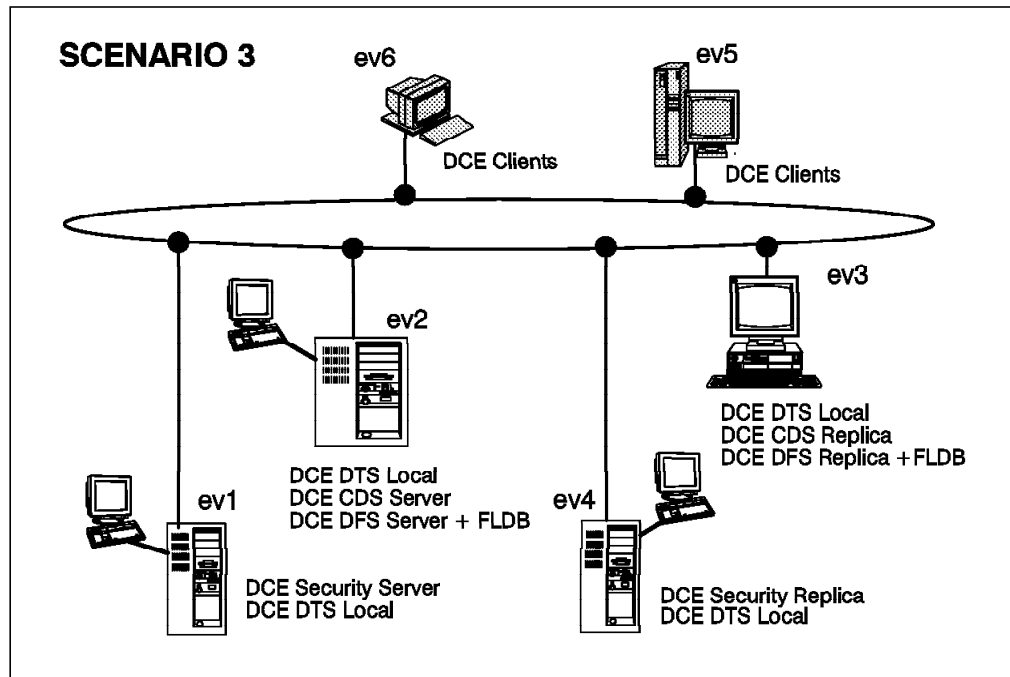 SCENARIO 3
ev6
ev5
DCE Clients
DCE Clients
ev3
ev2
DCE DTS Local
DCE CDS Replica
DCE DFS Replica +FLDB
DCE DTS Local
DCE CDS Server
DCE DFS Server + FLDB
ev1
ev4
DCE Security Server
DCE DTS Local
DCE Security Replica
DCE DTS Local